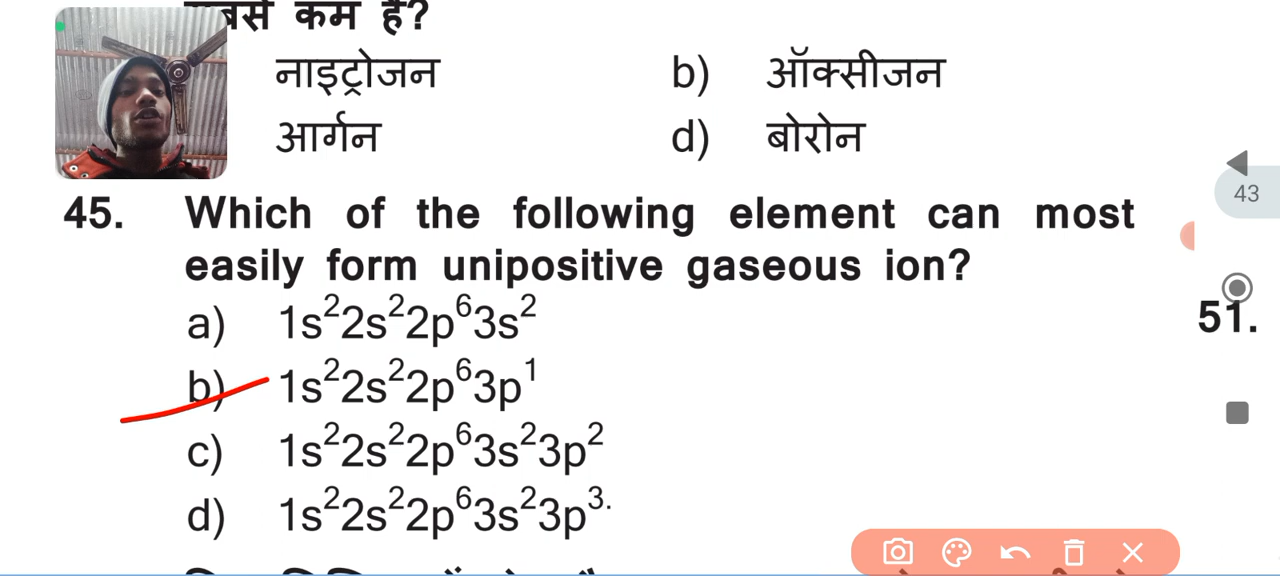 सबसे कम है?
नाइट्रोजन b) ऑक्सीजन
आर्गन d) बोरोन
45. Which of the following element can most
easily form unipositive gaseous ion?
a) 1s²2s²2p⁶3s²
b) 1s²2s²2p⁶3p¹
c) 1s²2s²2p⁶3s²3p²
d) 1s²2s²2p⁶3s²3p³.
43
51.